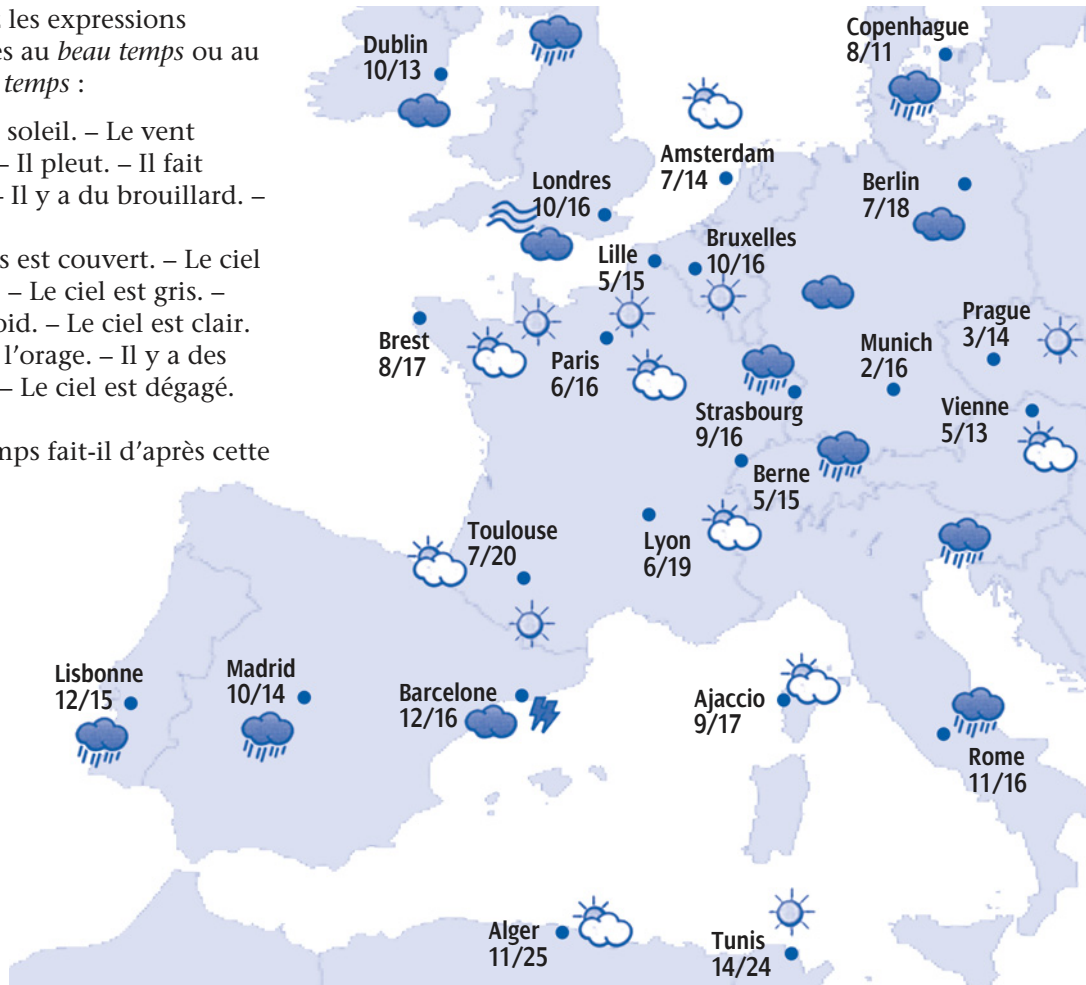 les expressions
es au beau temps ou au
temps :
soleil. – Le vent
– Il pleut. – Il fait
– Il y a du brouillard. –
s est couvert. – Le ciel
– Le ciel est gris. –
oid. – Le ciel est clair.
l'orage. – Il y a des
– Le ciel est dégagé.
mps fait-il d'après cette
Dublin
10/13
Copenhague
8/11
Amsterdam
7/14
Londres
10/16
Berlin
7/18
Lille
5/15
Bruxelles
10/16
Brest
8/17
Paris
6/16
Prague
3/14
Munich
2/16
Strasbourg
9/16
Vienne
5/13
Berne
5/15
Toulouse
7/20
Lyon
6/19
Lisbonne
12/15
Madrid
10/14
Barcelone
12/16
Ajaccio
9/17
Rome
11/16
Alger
11/25
Tunis
14/24